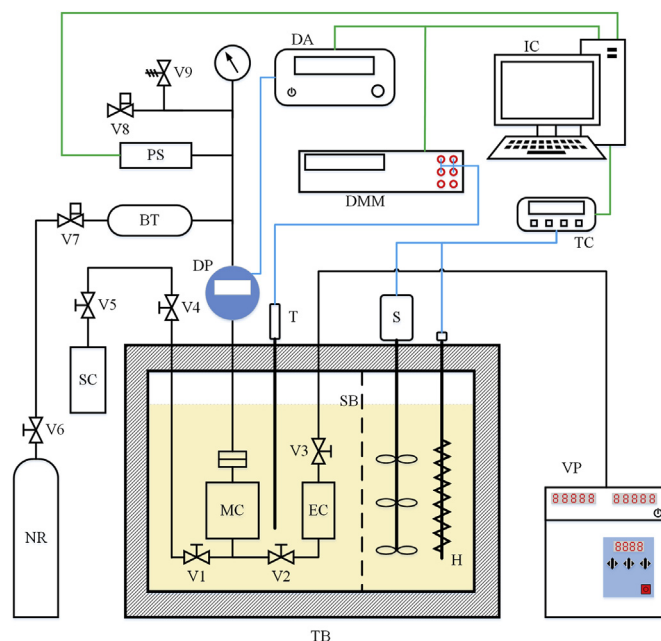 DA
IC
V9
V8
PS
DMM
BT
V7
TC
DP
V5
V4
T
S
SC
SB
V6
V3
VP
88888 88888
MC
EC
NR
8888
V1
V2
H
TB